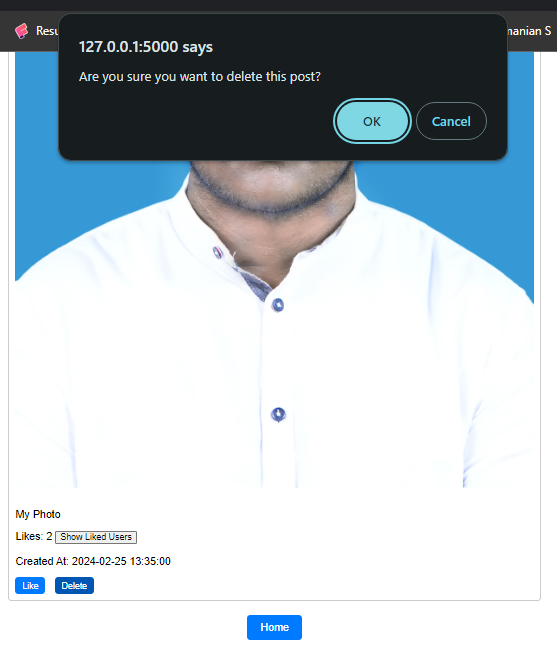 Resu
manian S
127.0.0.1:5000 says
Are you sure you want to delete this post?
OK Cancel
My Photo
Likes: 2 Show Liked Users
Created At: 2024-02-25 13:35:00
Like Delete
Home